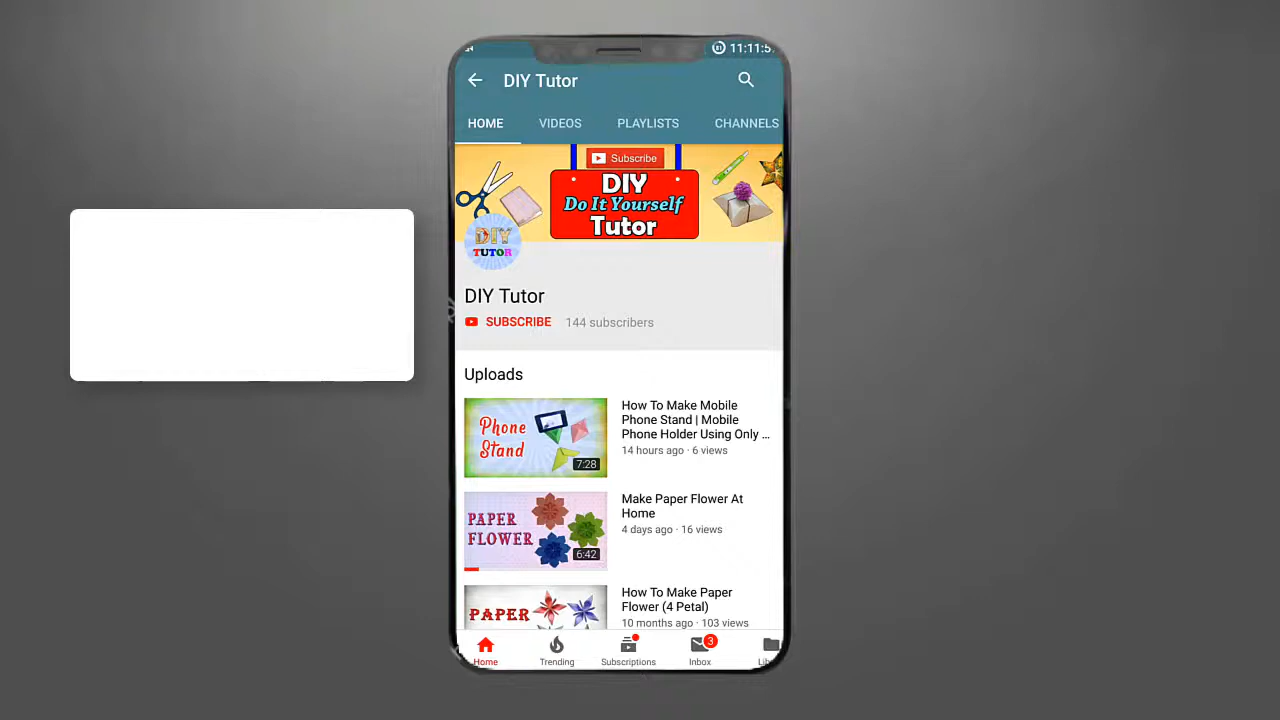 11:11:5
DIY Tutor
HOME VIDEOS PLAYLISTS CHANNELS
Subscribe
DIY
Do It Yourself
Tutor
DIY
TUTOR
DIY Tutor
SUBSCRIBE 144 subscribers
Uploads
Phone
Stand
7:28
How To Make Mobile
Phone Stand | Mobile
Phone Holder Using Only ...
14 hours ago · 6 views
PAPER
FLOWER
6:42
Make Paper Flower At
Home
4 days ago · 16 views
PAPER
How To Make Paper
Flower (4 Petal)
10 months ago · 103 views
3
Home Trending Subscriptions Inbox